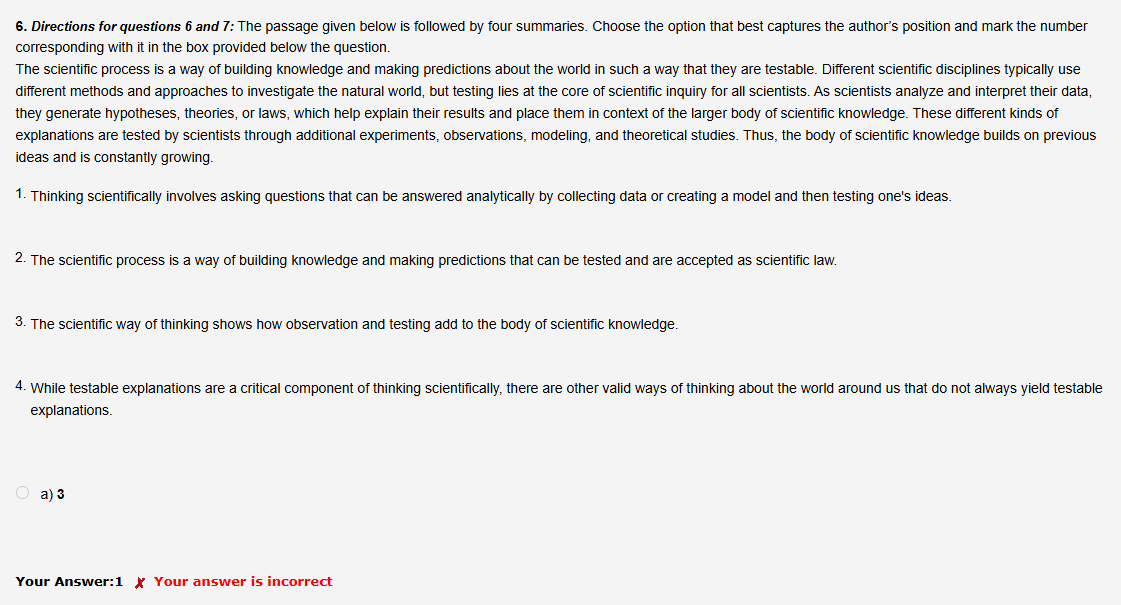 6. Directions for questions 6 and 7: The passage given below is followed by four summaries. Choose the option that best captures the author's position and mark the number
corresponding with it in the box provided below the question.
The scientific process is a way of building knowledge and making predictions about the world in such a way that they are testable. Different scientific disciplines typically use
different methods and approaches to investigate the natural world, but testing lies at the core of scientific inquiry for all scientists. As scientists analyze and interpret their data,
they generate hypotheses, theories, or laws, which help explain their results and place them in context of the larger body of scientific knowledge. These different kinds of
explanations are tested by scientists through additional experiments, observations, modeling, and theoretical studies. Thus, the body of scientific knowledge builds on previous
ideas and is constantly growing.
1. Thinking scientifically involves asking questions that can be answered analytically by collecting data or creating a model and then testing one's ideas.
2. The scientific process is a way of building knowledge and making predictions that can be tested and are accepted as scientific law.
3. The scientific way of thinking shows how observation and testing add to the body of scientific knowledge.
4. While testable explanations are a critical component of thinking scientifically, there are other valid ways of thinking about the world around us that do not always yield testable
explanations.
a) 3
Your Answer:1 ✗ Your answer is incorrect